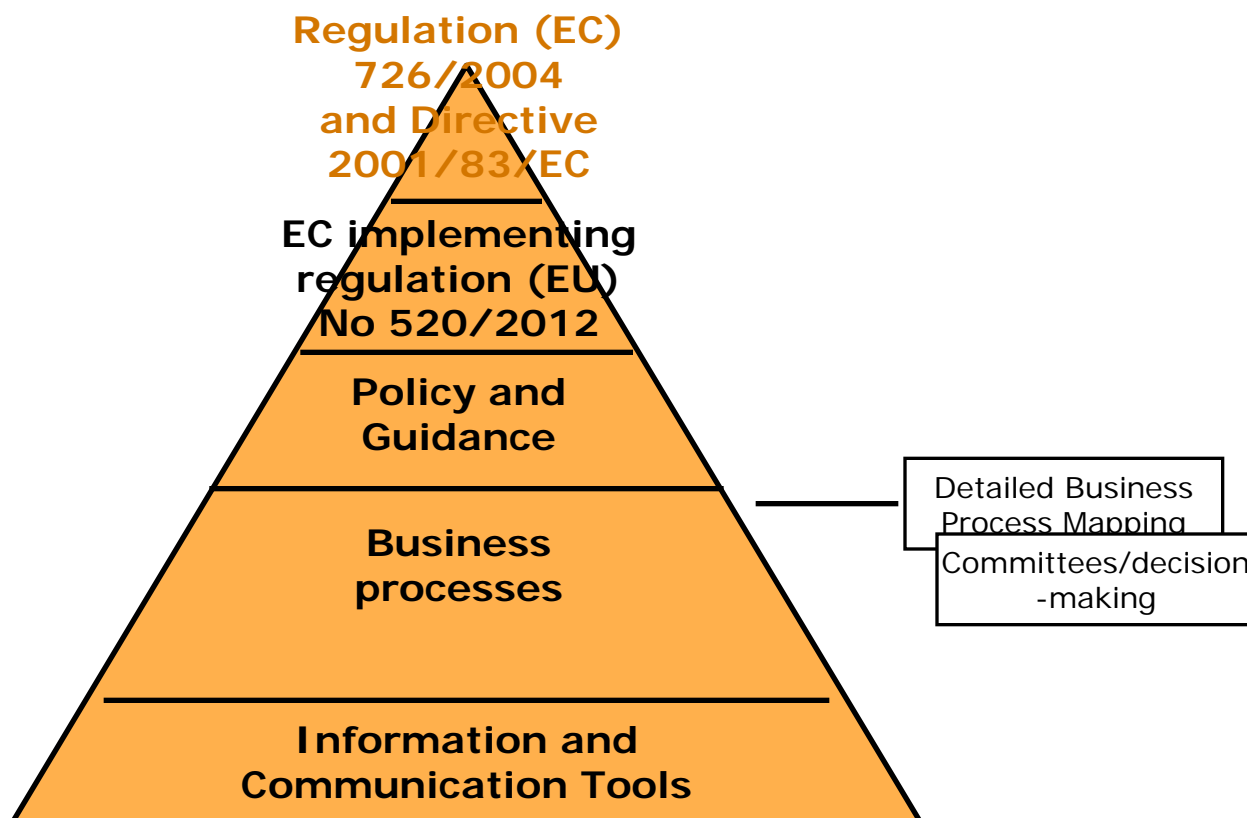 Regulation (EC)
726/2004
and Directive
2001/83/EC
EC implementing
regulation (EU)
No 520/2012
Policy and
Guidance
Business
processes
Detailed Business
Process Mapping
Committees/decision
-making
Information and
Communication Tools